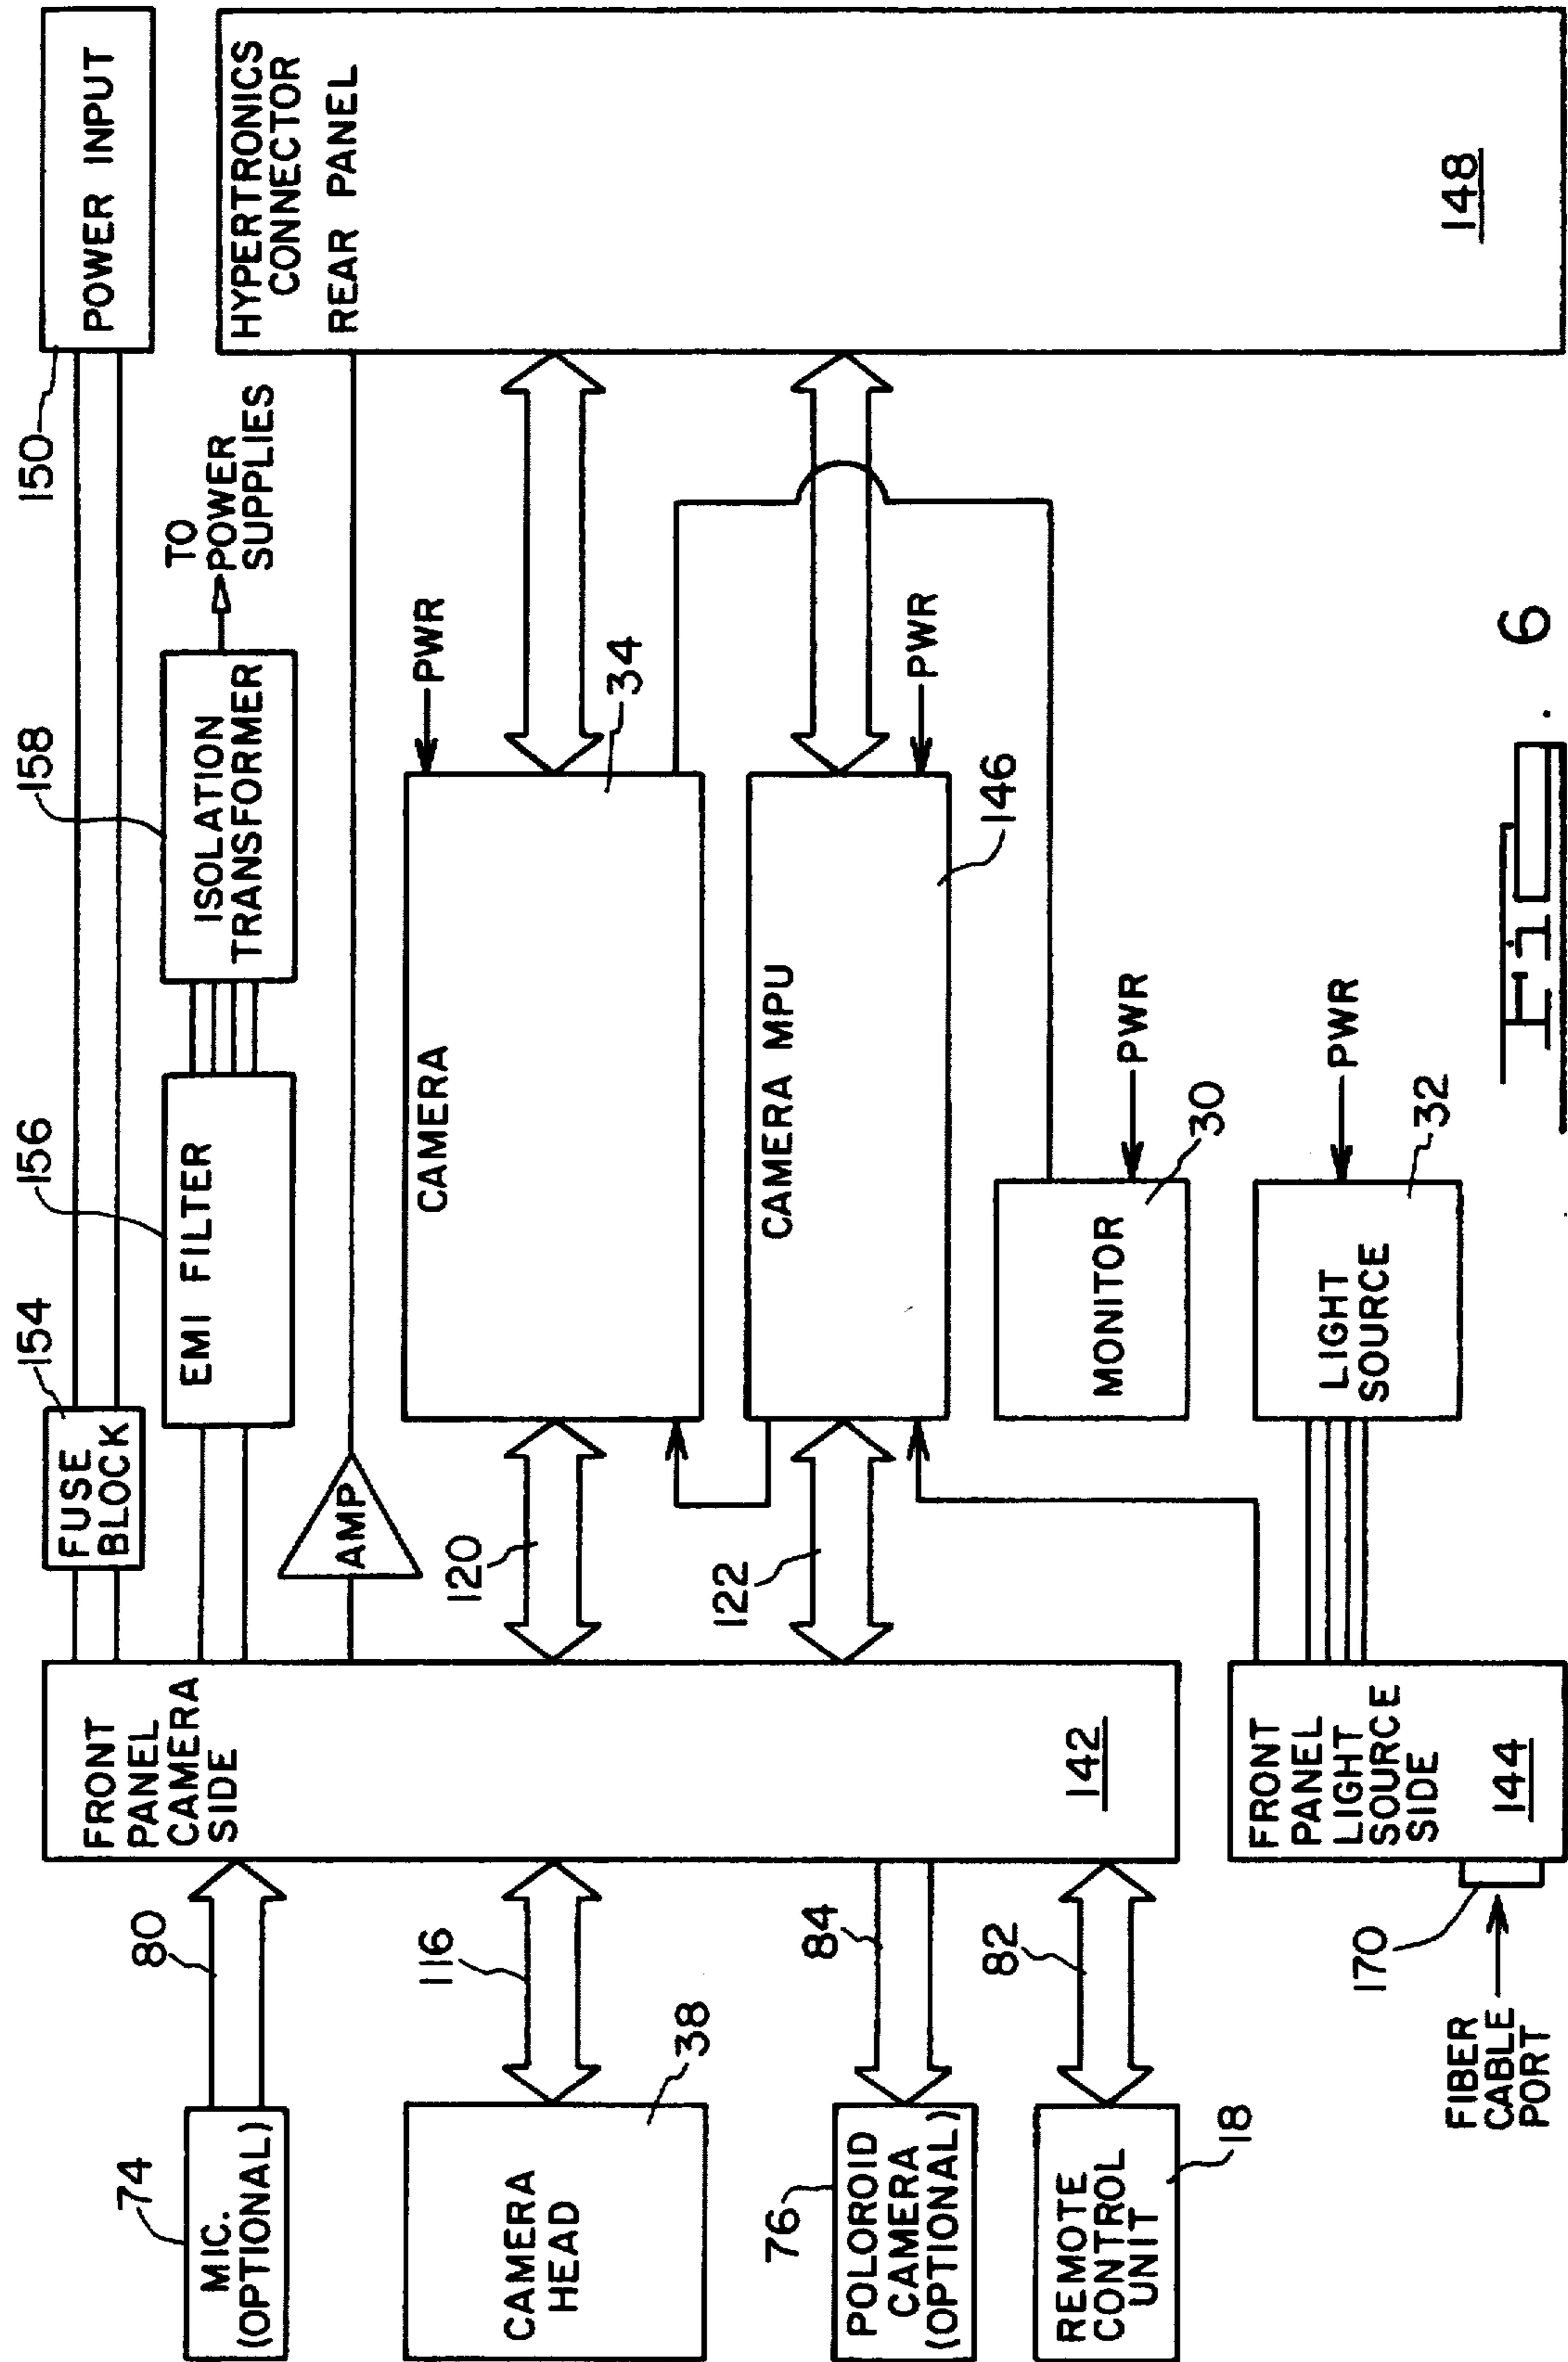 150
POWER INPUT
154
FUSE
BLOCK
156
EMI FILTER
158
ISOLATION
TRANSFORMER
TO
POWER
SUPPLIES
HYPERTRONICS
CONNECTOR
REAR PANEL
148
AMP
FRONT
PANEL
CAMERA
SIDE
142
74
MIC.
(OPTIONAL)
80
CAMERA
HEAD
38
116
76
POLOROID
CAMERA
(OPTIONAL)
84
REMOTE
CONTROL
UNIT
18
82
120
CAMERA
34
PWR
122
CAMERA MPU
146
PWR
MONITOR
30
PWR
LIGHT
SOURCE
32
PWR
FRONT
PANEL
LIGHT
SOURCE
SIDE
144
170
FIBER
CABLE
PORT
Fig. 6